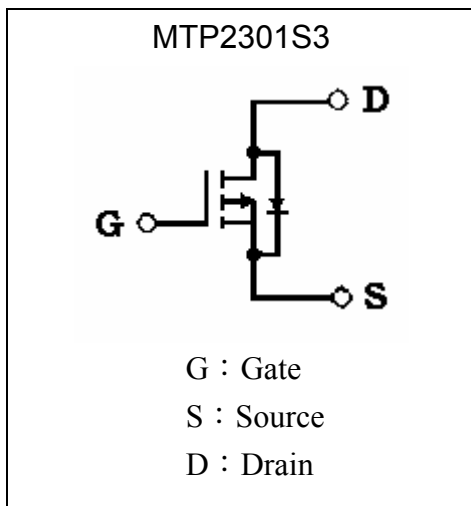 MTP2301S3
D
G
S
G：Gate
S：Source
D：Drain